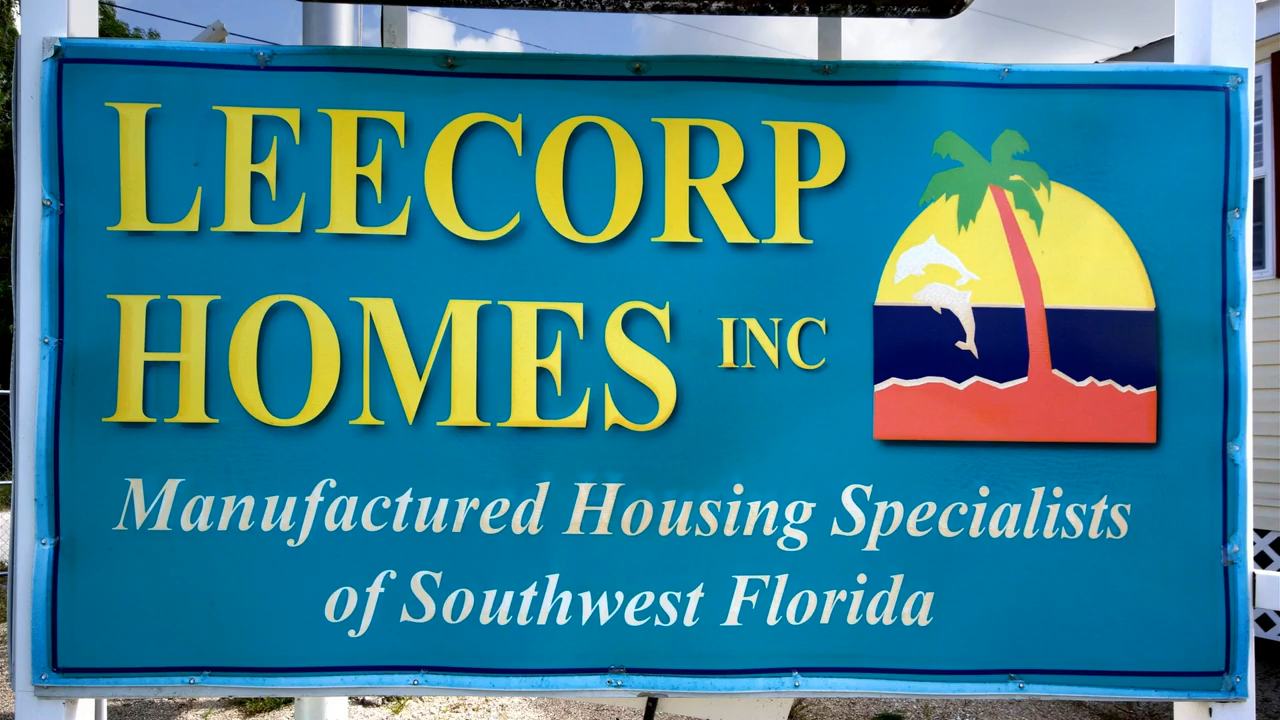 LEECORP
HOMES INC
Manufactured Housing Specialists
of Southwest Florida